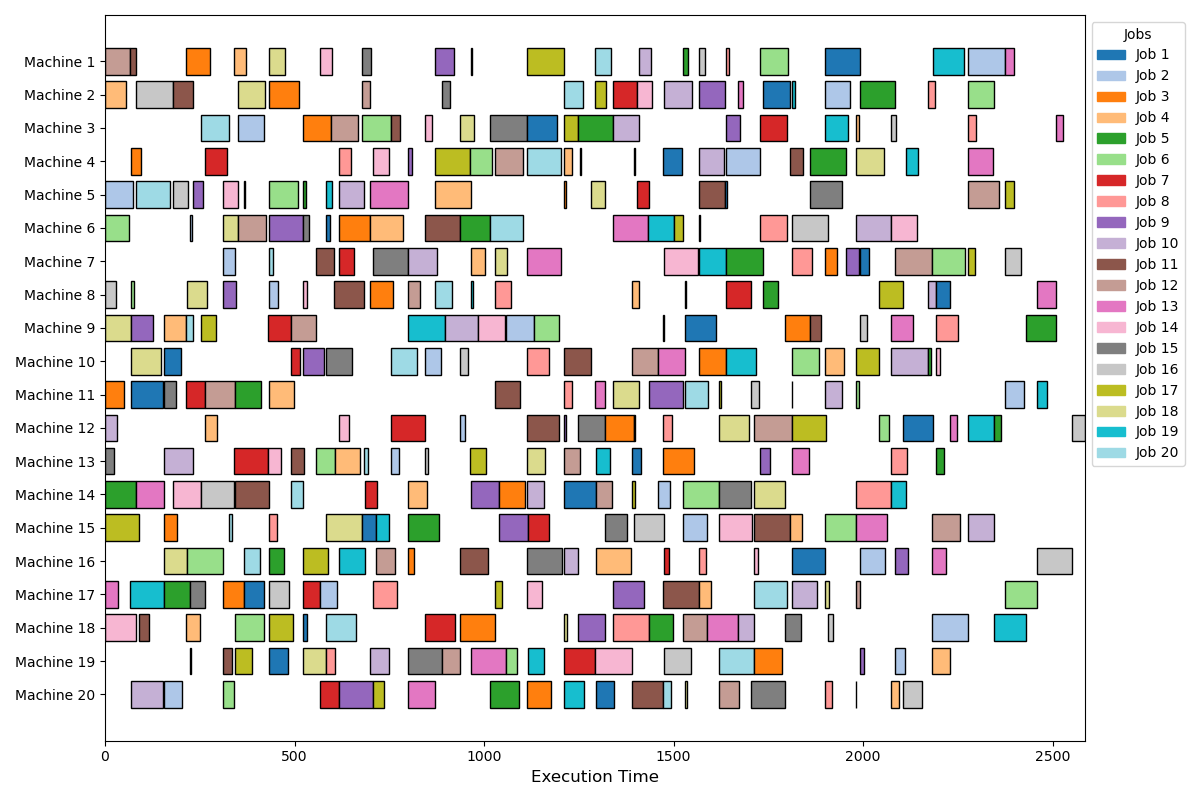 Machine 1
Machine 2
Machine 3
Machine 4
Machine 5
Machine 6
Machine 7
Machine 8
Machine 9
Machine 10
Machine 11
Machine 12
Machine 13
Machine 14
Machine 15
Machine 16
Machine 17
Machine 18
Machine 19
Machine 20
0 500 1000 1500 2000 2500
Execution Time
Jobs
Job 1
Job 2
Job 3
Job 4
Job 5
Job 6
Job 7
Job 8
Job 9
Job 10
Job 11
Job 12
Job 13
Job 14
Job 15
Job 16
Job 17
Job 18
Job 19
Job 20